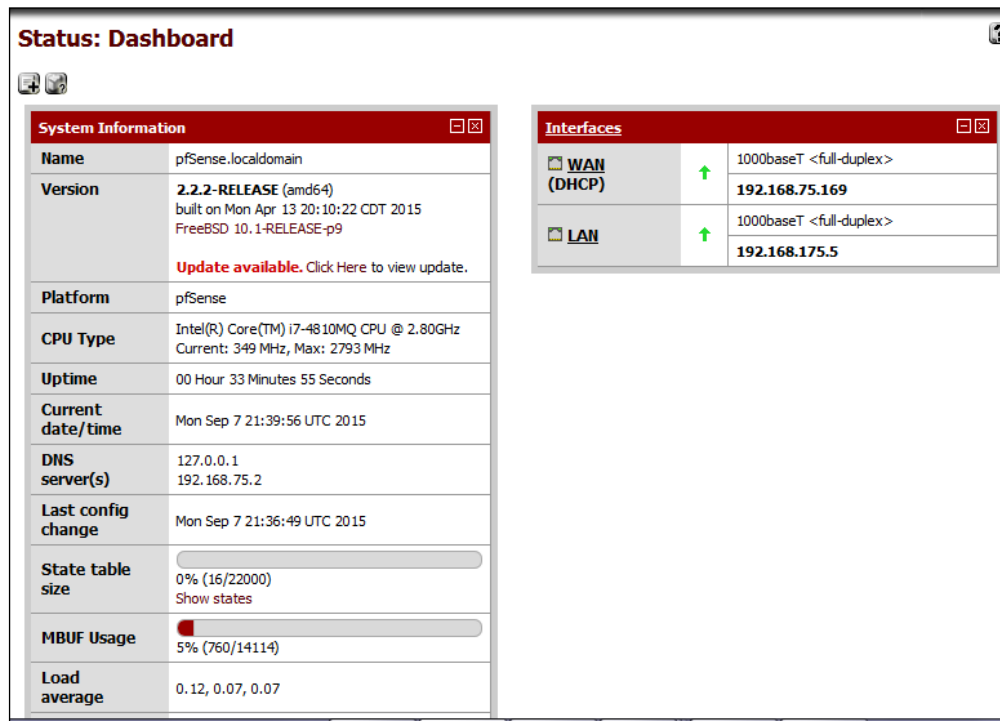 Status: Dashboard
System Information
Name
pfSense.localdomain
Version
2.2.2-RELEASE (amd64)
built on Mon Apr 13 20:10:22 CDT 2015
FreeBSD 10.1-RELEASE-p9
Update available. Click Here to view update.
Platform
pfSense
CPU Type
Intel(R) Core(TM) i7-4810MQ CPU @ 2.80GHz
Current: 349 MHz, Max: 2793 MHz
Uptime
00 Hour 33 Minutes 55 Seconds
Current
date/time
Mon Sep 7 21:39:56 UTC 2015
DNS
server(s)
127.0.0.1
192.168.75.2
Last config
change
Mon Sep 7 21:36:49 UTC 2015
State table
size
0% (16/22000)
Show states
MBUF Usage
5% (760/14114)
Load
average
0.12, 0.07, 0.07
Interfaces
WAN
(DHCP)
1000baseT <full-duplex>
192.168.75.169
LAN
1000baseT <full-duplex>
192.168.175.5